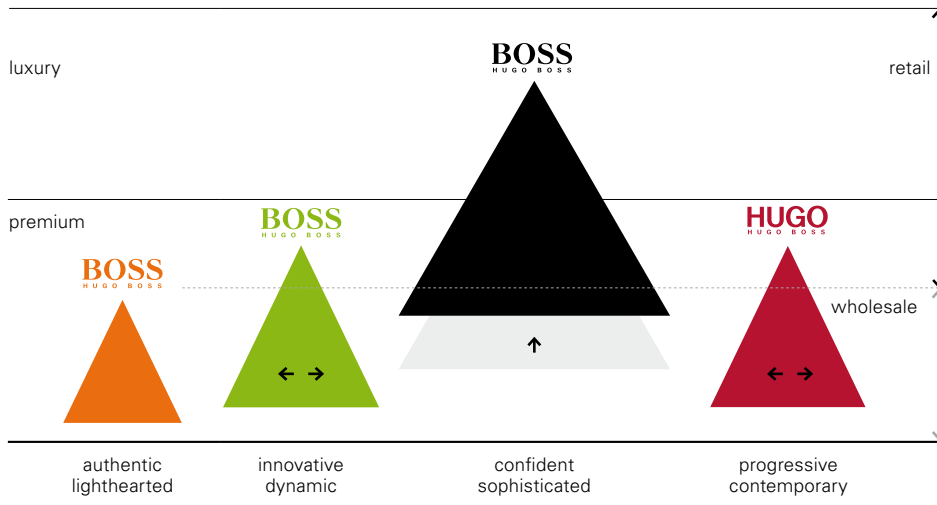 luxury
BOSS
HUGO BOSS
retail
premium
BOSS
HUGO BOSS
HUGO
HUGO BOSS
BOSS
HUGO BOSS
wholesale
authentic
lighthearted
innovative
dynamic
confident
sophisticated
progressive
contemporary